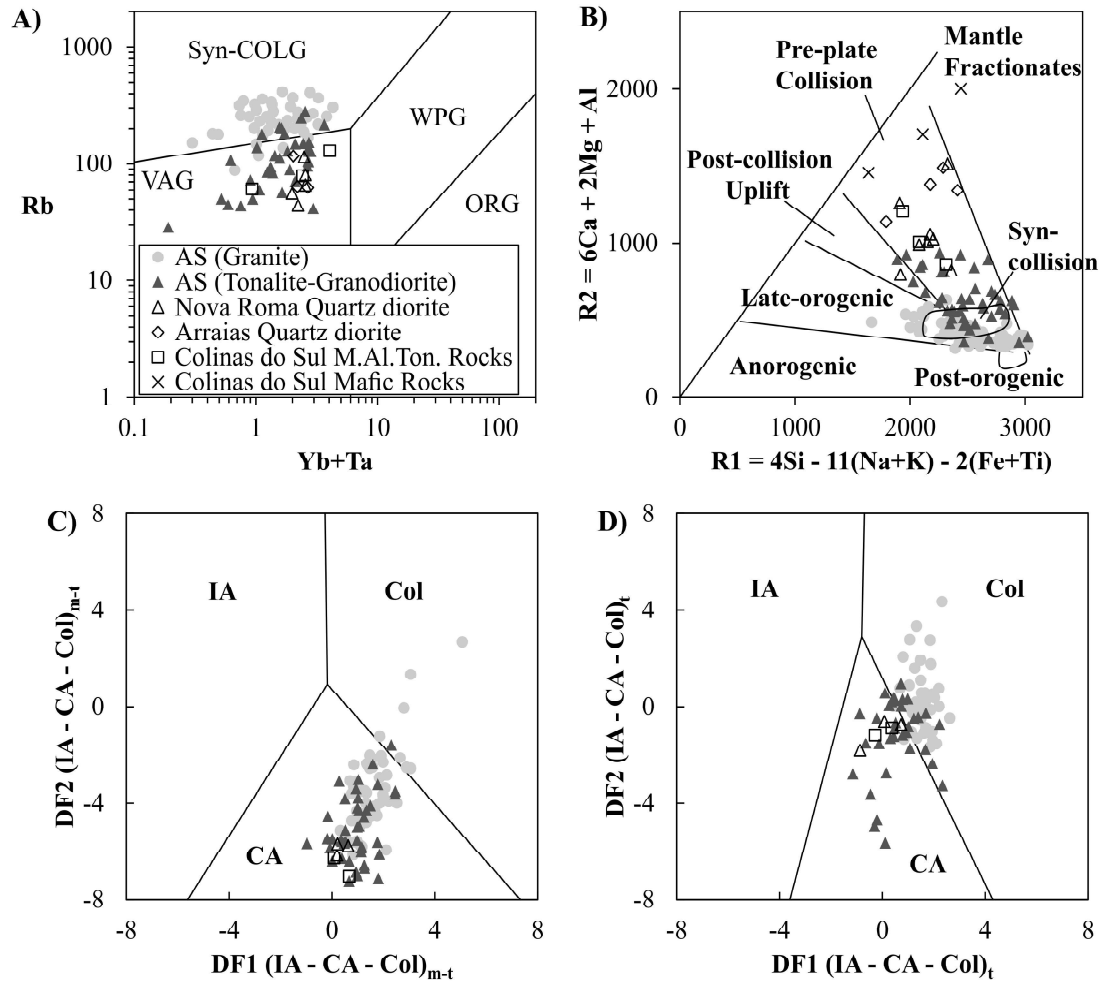 A)
1000
100
10
1
Rb
Syn-COLG
WPG
VAG
ORG
AS (Granite)
AS (Tonalite-Granodiorite)
Nova Roma Quartz diorite
Arraias Quartz diorite
Colinas do Sul M.Al.Ton. Rocks
Colinas do Sul Mafic Rocks
0.1
1
10
100
Yb+Ta
B)
2000
1000
0
R2 = 6Ca + 2Mg + Al
Pre-plate
Collision
Mantle
Fractionates
Post-collision
Uplift
Syn-
collision
Late-orogenic
Anorogenic
Post-orogenic
0
1000
2000
3000
R1 = 4Si - 11(Na+K) - 2(Fe+Ti)
C)
8
4
0
-4
-8
DF2 (IA - CA - Col)m-t
IA
Col
CA
-8
-4
0
4
8
DF1 (IA - CA - Col)m-t
D)
8
4
0
-4
-8
DF2 (IA - CA - Col)t
IA
Col
CA
-8
-4
0
4
8
DF1 (IA - CA - Col)t